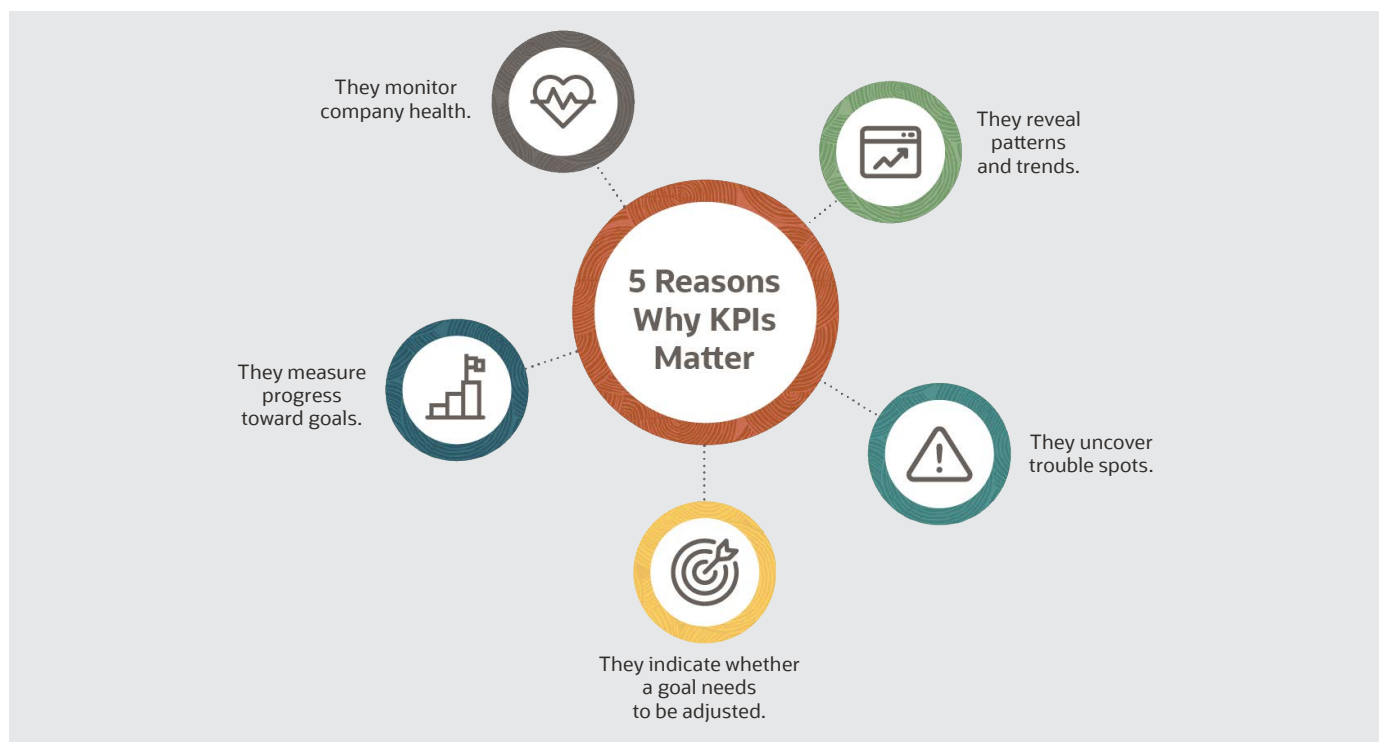 They monitor
company health.
They reveal
patterns
and trends.
5 Reasons
Why KPIs
Matter
They measure
progress
toward goals.
They uncover
trouble spots.
They indicate whether
a goal needs
to be adjusted.